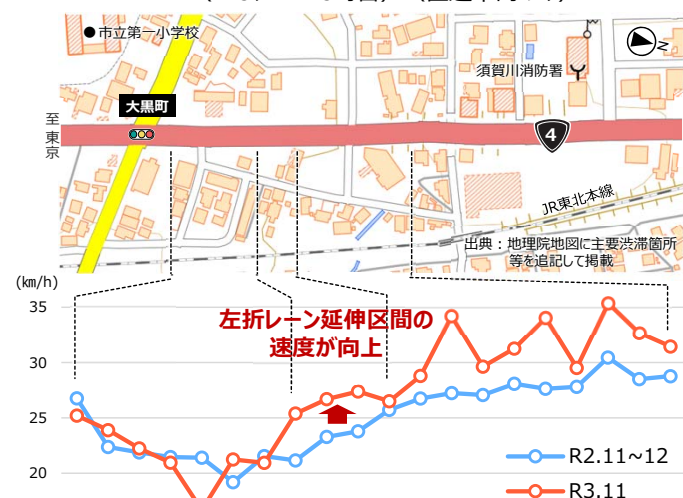 市立第一小学校
須賀川消防署
N
大黒町
至東京
4
JR東北本線
出典：地理院地図に主要渋滞箇所
等を追記して掲載
(km/h)
35
左折レーン延伸区間の
速度が向上
30
25
20
R2.11~12
R3.11